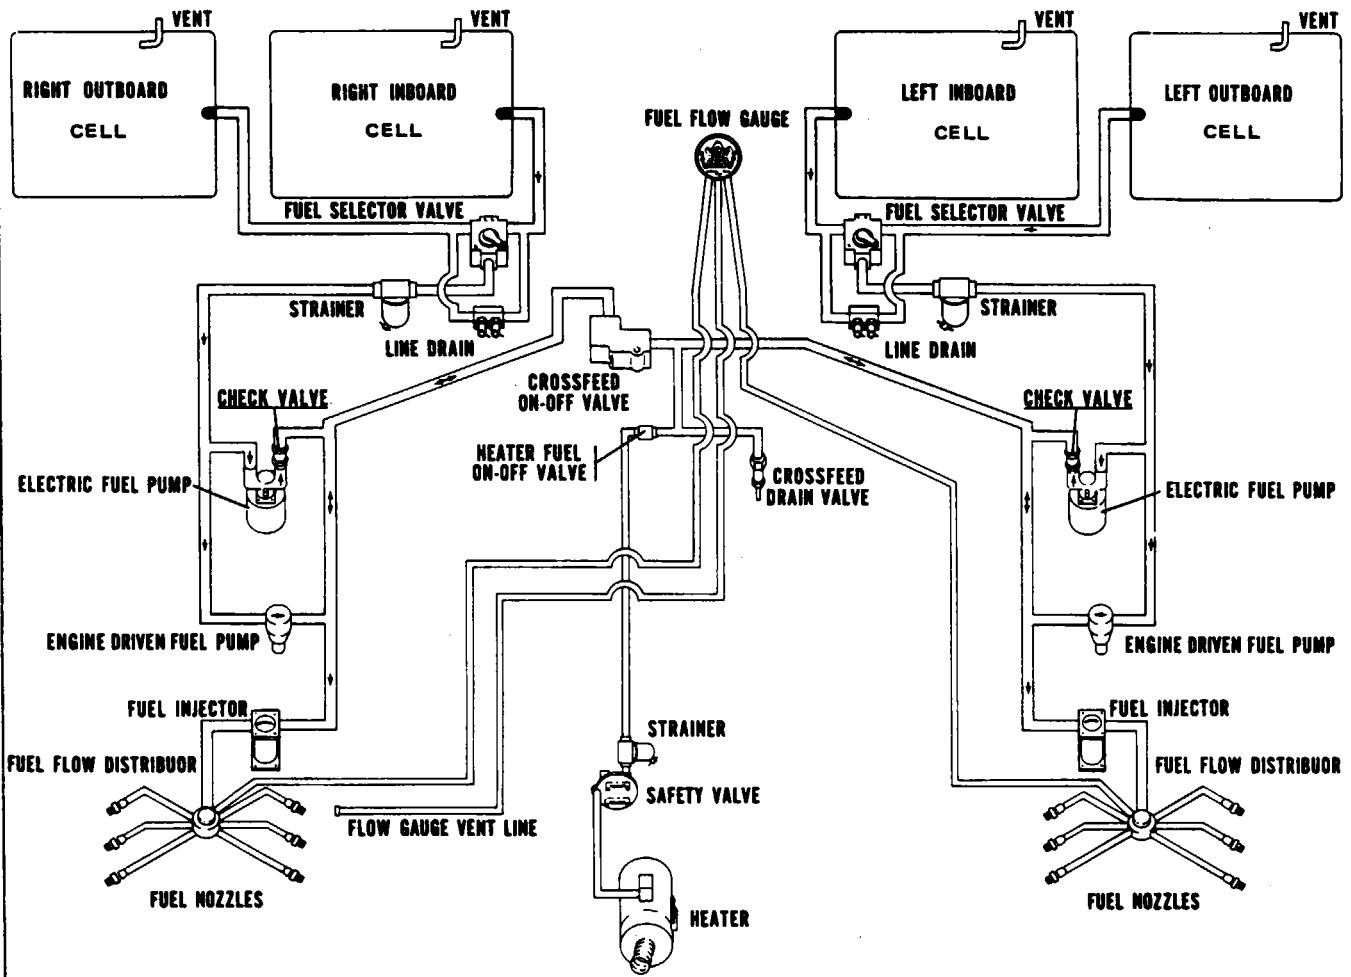 VENT
VENT
VENT
VENT
RIGHT OUTBOARD
CELL
RIGHT INBOARD
CELL
LEFT INBOARD
CELL
LEFT OUTBOARD
CELL
FUEL FLOW GAUGE
FUEL SELECTOR VALVE
FUEL SELECTOR VALVE
STRAINER
STRAINER
LINE DRAIN
LINE DRAIN
CROSSFEED
ON-OFF VALVE
CHECK VALVE
CHECK VALVE
HEATER FUEL
ON-OFF VALVE
CROSSFEED
DRAIN VALVE
ELECTRIC FUEL PUMP
ELECTRIC FUEL PUMP
ENGINE DRIVEN FUEL PUMP
ENGINE DRIVEN FUEL PUMP
FUEL INJECTOR
FUEL INJECTOR
STRAINER
FUEL FLOW DISTRIBUOR
FUEL FLOW DISTRIBUOR
SAFETY VALVE
FLOW GAUGE VENT LINE
FUEL NOZZLES
FUEL NOZZLES
HEATER